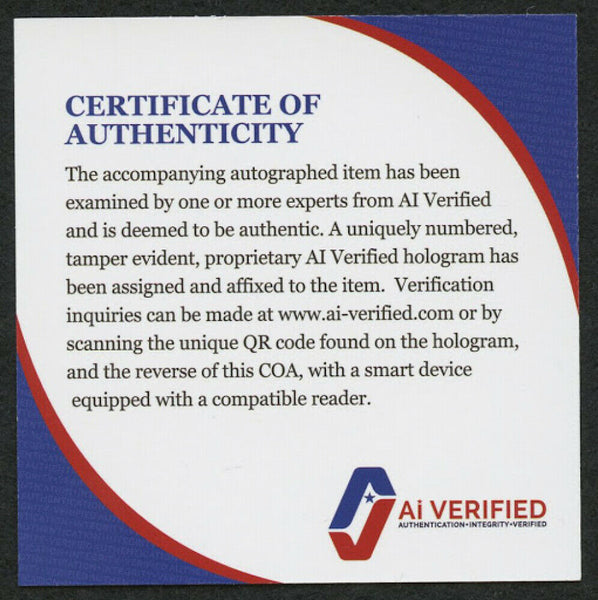 CERTIFICATE OF
AUTHENTICITY
The accompanying autographed item has been
examined by one or more experts from AI Verified
and is deemed to be authentic. A uniquely numbered,
tamper evident, proprietary AI Verified hologram has
been assigned and affixed to the item. Verification
inquiries can be made at www.ai-verified.com or by
scanning the unique QR code found on the hologram,
and the reverse of this COA, with a smart device
equipped with a compatible reader.
Ai VERIFIED
AUTHENTICATION•INTEGRITY•VERIFIED